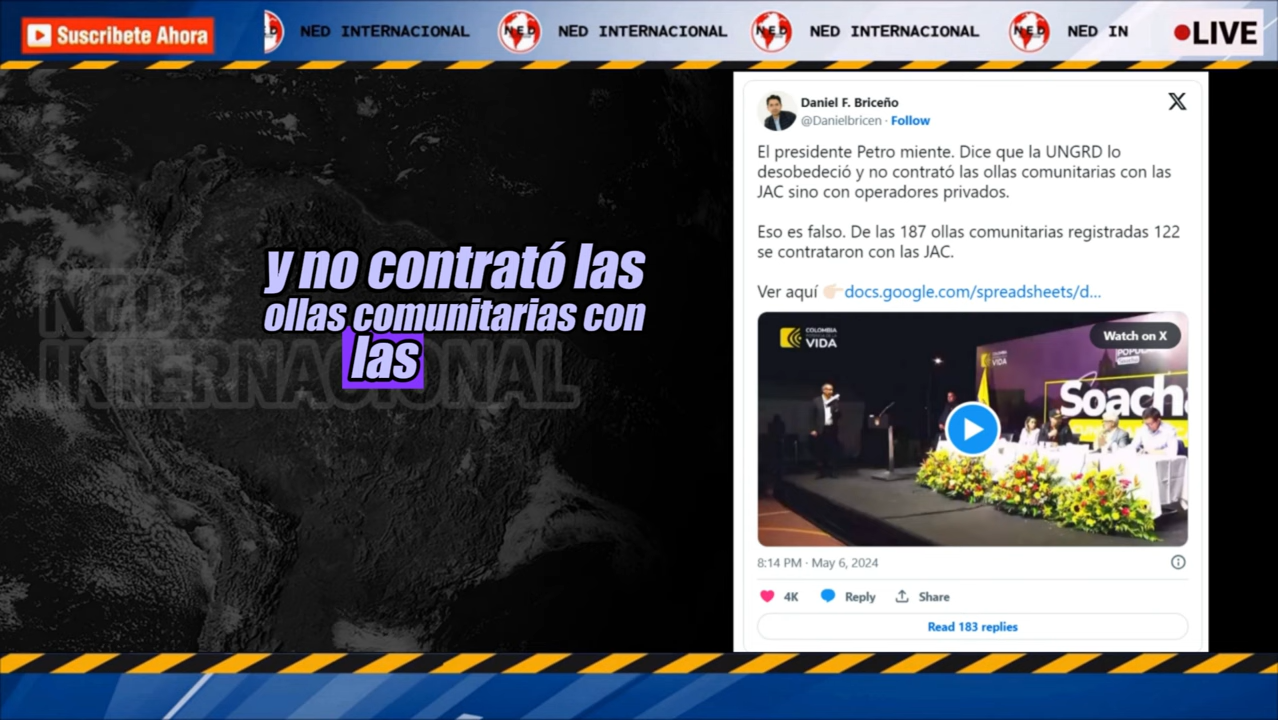 Suscribete Ahora
NED INTERNACIONAL
NED INTERNACIONAL
NED INTERNACIONAL
NED IN
LIVE
NED
INTERNACIONAL
y no contrató las
ollas comunitarias con
las
Daniel F. Briceño
@Danielbricen · Follow
El presidente Petro miente. Dice que la UNGRD lo
desobedeció y no contrató las ollas comunitarias con las
JAC sino con operadores privados.
Eso es falso. De las 187 ollas comunitarias registradas 122
se contrataron con las JAC.
Ver aquí 👉🏻docs.google.com/spreadsheets/d...
COLOMBIA
VIDA
Watch on X
Soacha
8:14 PM · May 6, 2024
4K Reply Share
Read 183 replies